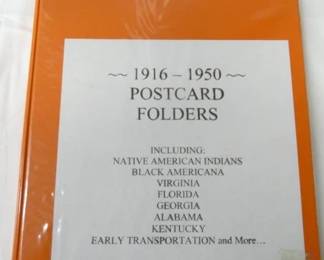 ~~ 1916 – 1950 ~~
POSTCARD
FOLDERS
INCLUDING:
NATIVE AMERICAN INDIANS
BLACK AMERICANA
VIRGINIA
FLORIDA
GEORGIA
ALABAMA
KENTUCKY
EARLY TRANSPORTATION and More…